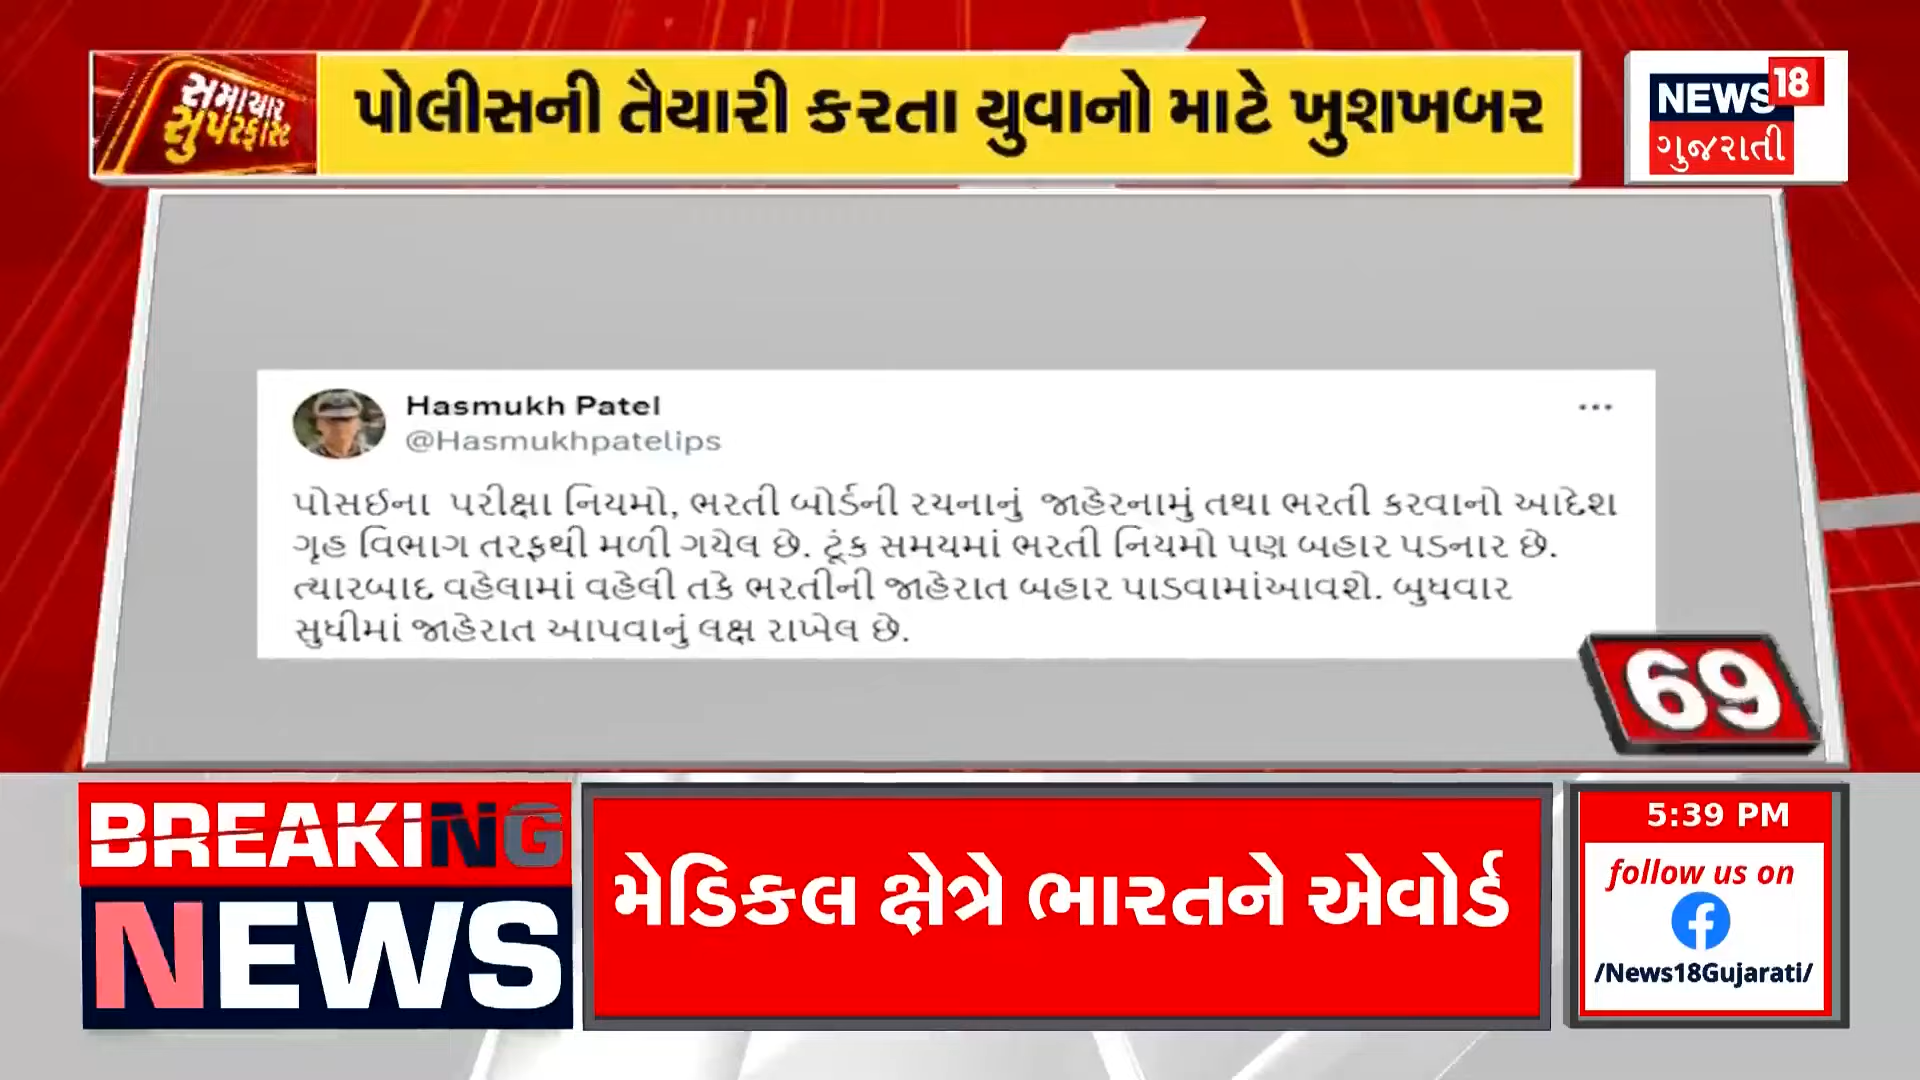 સમાચાર
સુપરફાસ્ટ
પોલીસની તૈયારી કરતા યુવાનો માટે ખુશખબર
NEWS18
ગુજરાતી
Hasmukh Patel
@Hasmukhpatelips
પોસઈના પરીક્ષા નિયમો, ભરતી બોર્ડની રચનાનું જાહેરનામું તથા ભરતી કરવાનો આદેશ
ગૃહ વિભાગ તરફથી મળી ગયેલ છે. ટૂંક સમયમાં ભરતી નિયમો પણ બહાર પડનાર છે.
ત્યારબાદ વહેલામાં વહેલી તકે ભરતીની જાહેરાત બહાર પાડવામાંઆવશે. બુધવાર
સુધીમાં જાહેરાત આપવાનું લક્ષ રાખેલ છે.
69
BREAKING
NEWS
મેડિકલ ક્ષેત્રે ભારતને એવોર્ડ
5:39 PM
follow us on
/News18Gujarati/